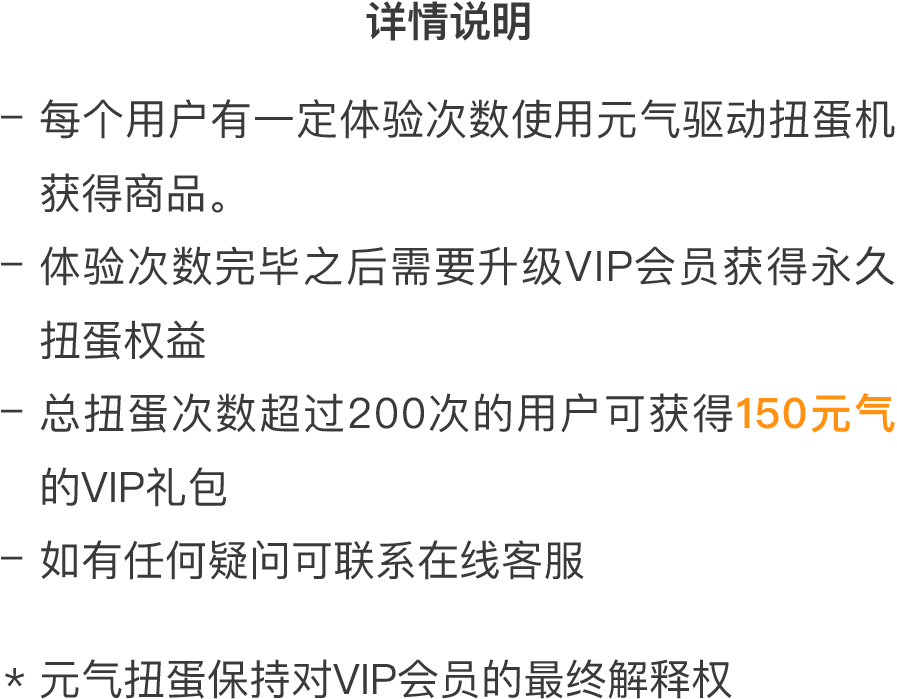 详情说明
- 每个用户有一定体验次数使用元气驱动扭蛋机
获得商品。
- 体验次数完毕之后需要升级VIP会员获得永久
扭蛋权益
- 总扭蛋次数超过200次的用户可获得150元气
的VIP礼包
- 如有任何疑问可联系在线客服
* 元气扭蛋保持对VIP会员的最终解释权